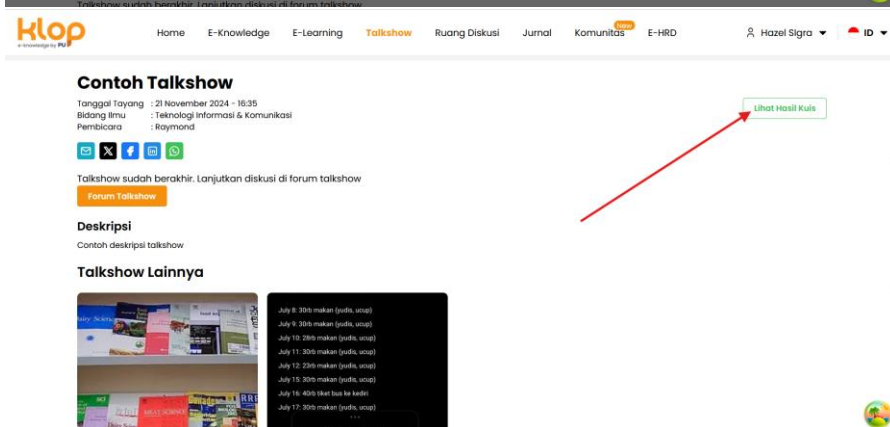 Talkshow sudah berakhir. Lanjutkan diskusi di forum talkshow
klop
e-knowledge by PU
Home E-Knowledge E-Learning Talkshow Ruang Diskusi Jurnal Komunitas New E-HRD Hazel SIgra ID
Contoh Talkshow
Tanggal Tayang : 21 November 2024 - 16:35
Bidang Ilmu : Teknologi Informasi & Komunikasi
Pembicara : Raymond
Lihat Hasil Kuis
Talkshow sudah berakhir. Lanjutkan diskusi di forum talkshow
Forum Talkshow
Deskripsi
Contoh deskripsi talkshow
Talkshow Lainnya
July 8: 30rb makan (yudis, ucup)
July 9: 30rb makan (yudis, ucup)
July 10: 28rb makan (yudis, ucup)
July 11: 30rb makan (yudis, ucup)
July 12: 23rb makan (yudis, ucup)
July 15: 30rb makan (yudis, ucup)
July 16: 40rb tiket bus ke kediri
July 17: 30rb makan (yudis, ucup)
MEAT SCIENCE